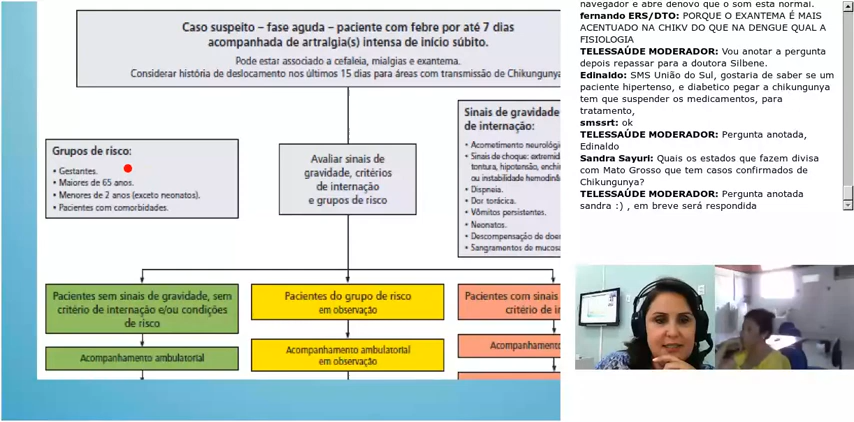 Caso suspeito – fase aguda – paciente com febre por até 7 dias
acompanhada de artralgia(s) intensa de início súbito.
Pode estar associado a cefaleia, mialgias e exantema.
Considerar história de deslocamento nos últimos 15 dias para áreas com transmissão de Chikungunya
Grupos de risco:
• Gestantes.
• Maiores de 65 anos.
• Menores de 2 anos (exceto neonatos).
• Pacientes com comorbidades.
Avaliar sinais de
gravidade, critérios
de internação
e grupos de risco
Sinais de gravidade
de internação:
• Acometimento neurológi
• Sinais de choque: extremid
tontura, hipotensão, enchi
ou instabilidade hemodinâ
• Dispneia.
• Dor torácica.
• Vômitos persistentes.
• Neonatos.
• Descompensação de doen
• Sangramentos de mucosa
Pacientes sem sinais de gravidade, sem
critério de internação e/ou condições
de risco
Acompanhamento ambulatorial
Pacientes do grupo de risco
em observação
Acompanhamento ambulatorial
em observação
Pacientes com sinais
critério de in
Acompanhamento
navegador e abre denovo que o som esta normal.
fernando ERS/DTO: PORQUE O EXANTEMA É MAIS
ACENTUADO NA CHIKV DO QUE NA DENGUE QUAL A
FISIOLOGIA
TELESSAÚDE MODERADOR: Vou anotar a pergunta
depois repassar para a doutora Silbene.
Edinaldo: SMS União do Sul, gostaria de saber se um
paciente hipertenso, e diabetico pegar a chikungunya
tem que suspender os medicamentos, para
tratamento,
smssrt: ok
TELESSAÚDE MODERADOR: Pergunta anotada,
Edinaldo
Sandra Sayuri: Quais os estados que fazem divisa
com Mato Grosso que tem casos confirmados de
Chikungunya?
TELESSAÚDE MODERADOR: Pergunta anotada
sandra :) , em breve será respondida